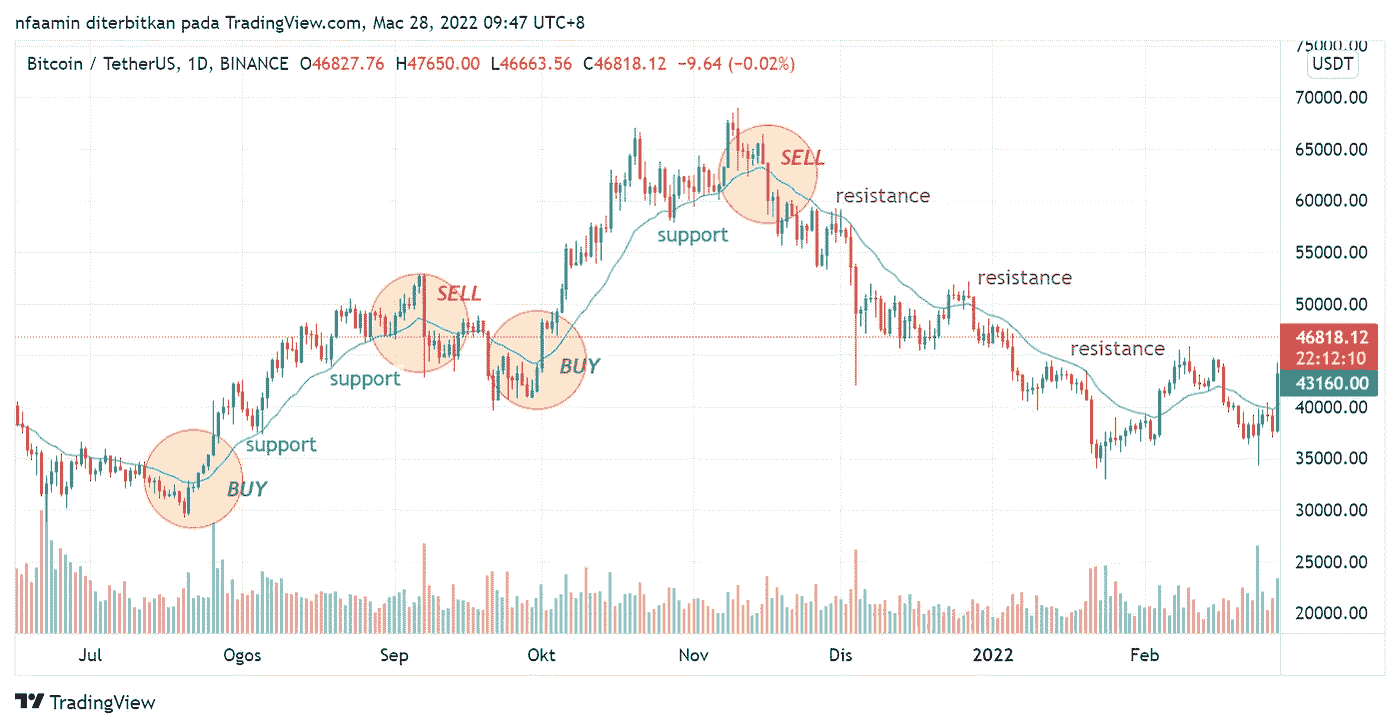 nfaamin diterbitkan pada TradingView.com, Mac 28, 2022 09:47 UTC+8
Bitcoin / TetherUS, 1D, BINANCE O46827.76 H47650.00 L46663.56 C46818.12 −9.64 (−0.02%)
75000.00
USDT
70000.00
65000.00
60000.00
55000.00
50000.00
46818.12
22:12:10
43160.00
40000.00
35000.00
30000.00
25000.00
20000.00
SELL
resistance
support
resistance
SELL
resistance
BUY
support
support
BUY
Jul Ogos Sep Okt Nov Dis 2022 Feb
TradingView